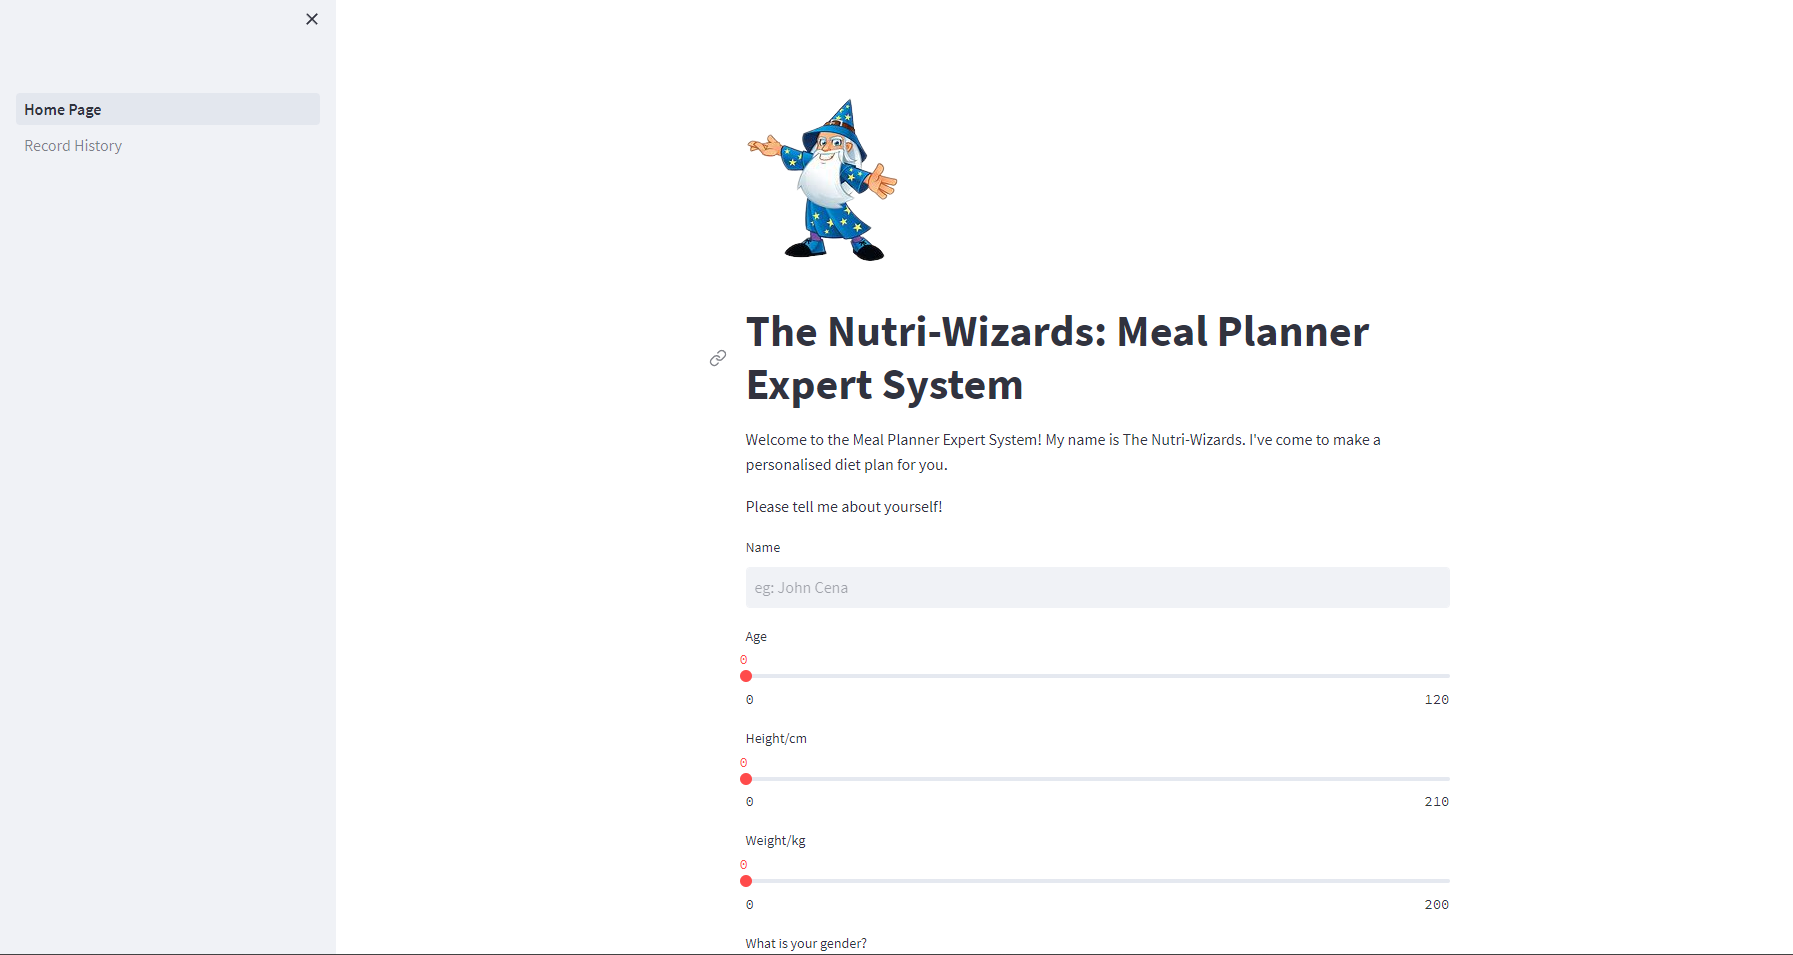 Home Page
Record History
The Nutri-Wizards: Meal Planner
Expert System
Welcome to the Meal Planner Expert System! My name is The Nutri-Wizards. I've come to make a
personalised diet plan for you.
Please tell me about yourself!
Name
eg: John Cena
Age
0
0 120
Height/cm
0
0 210
Weight/kg
0
0 200
What is your gender?